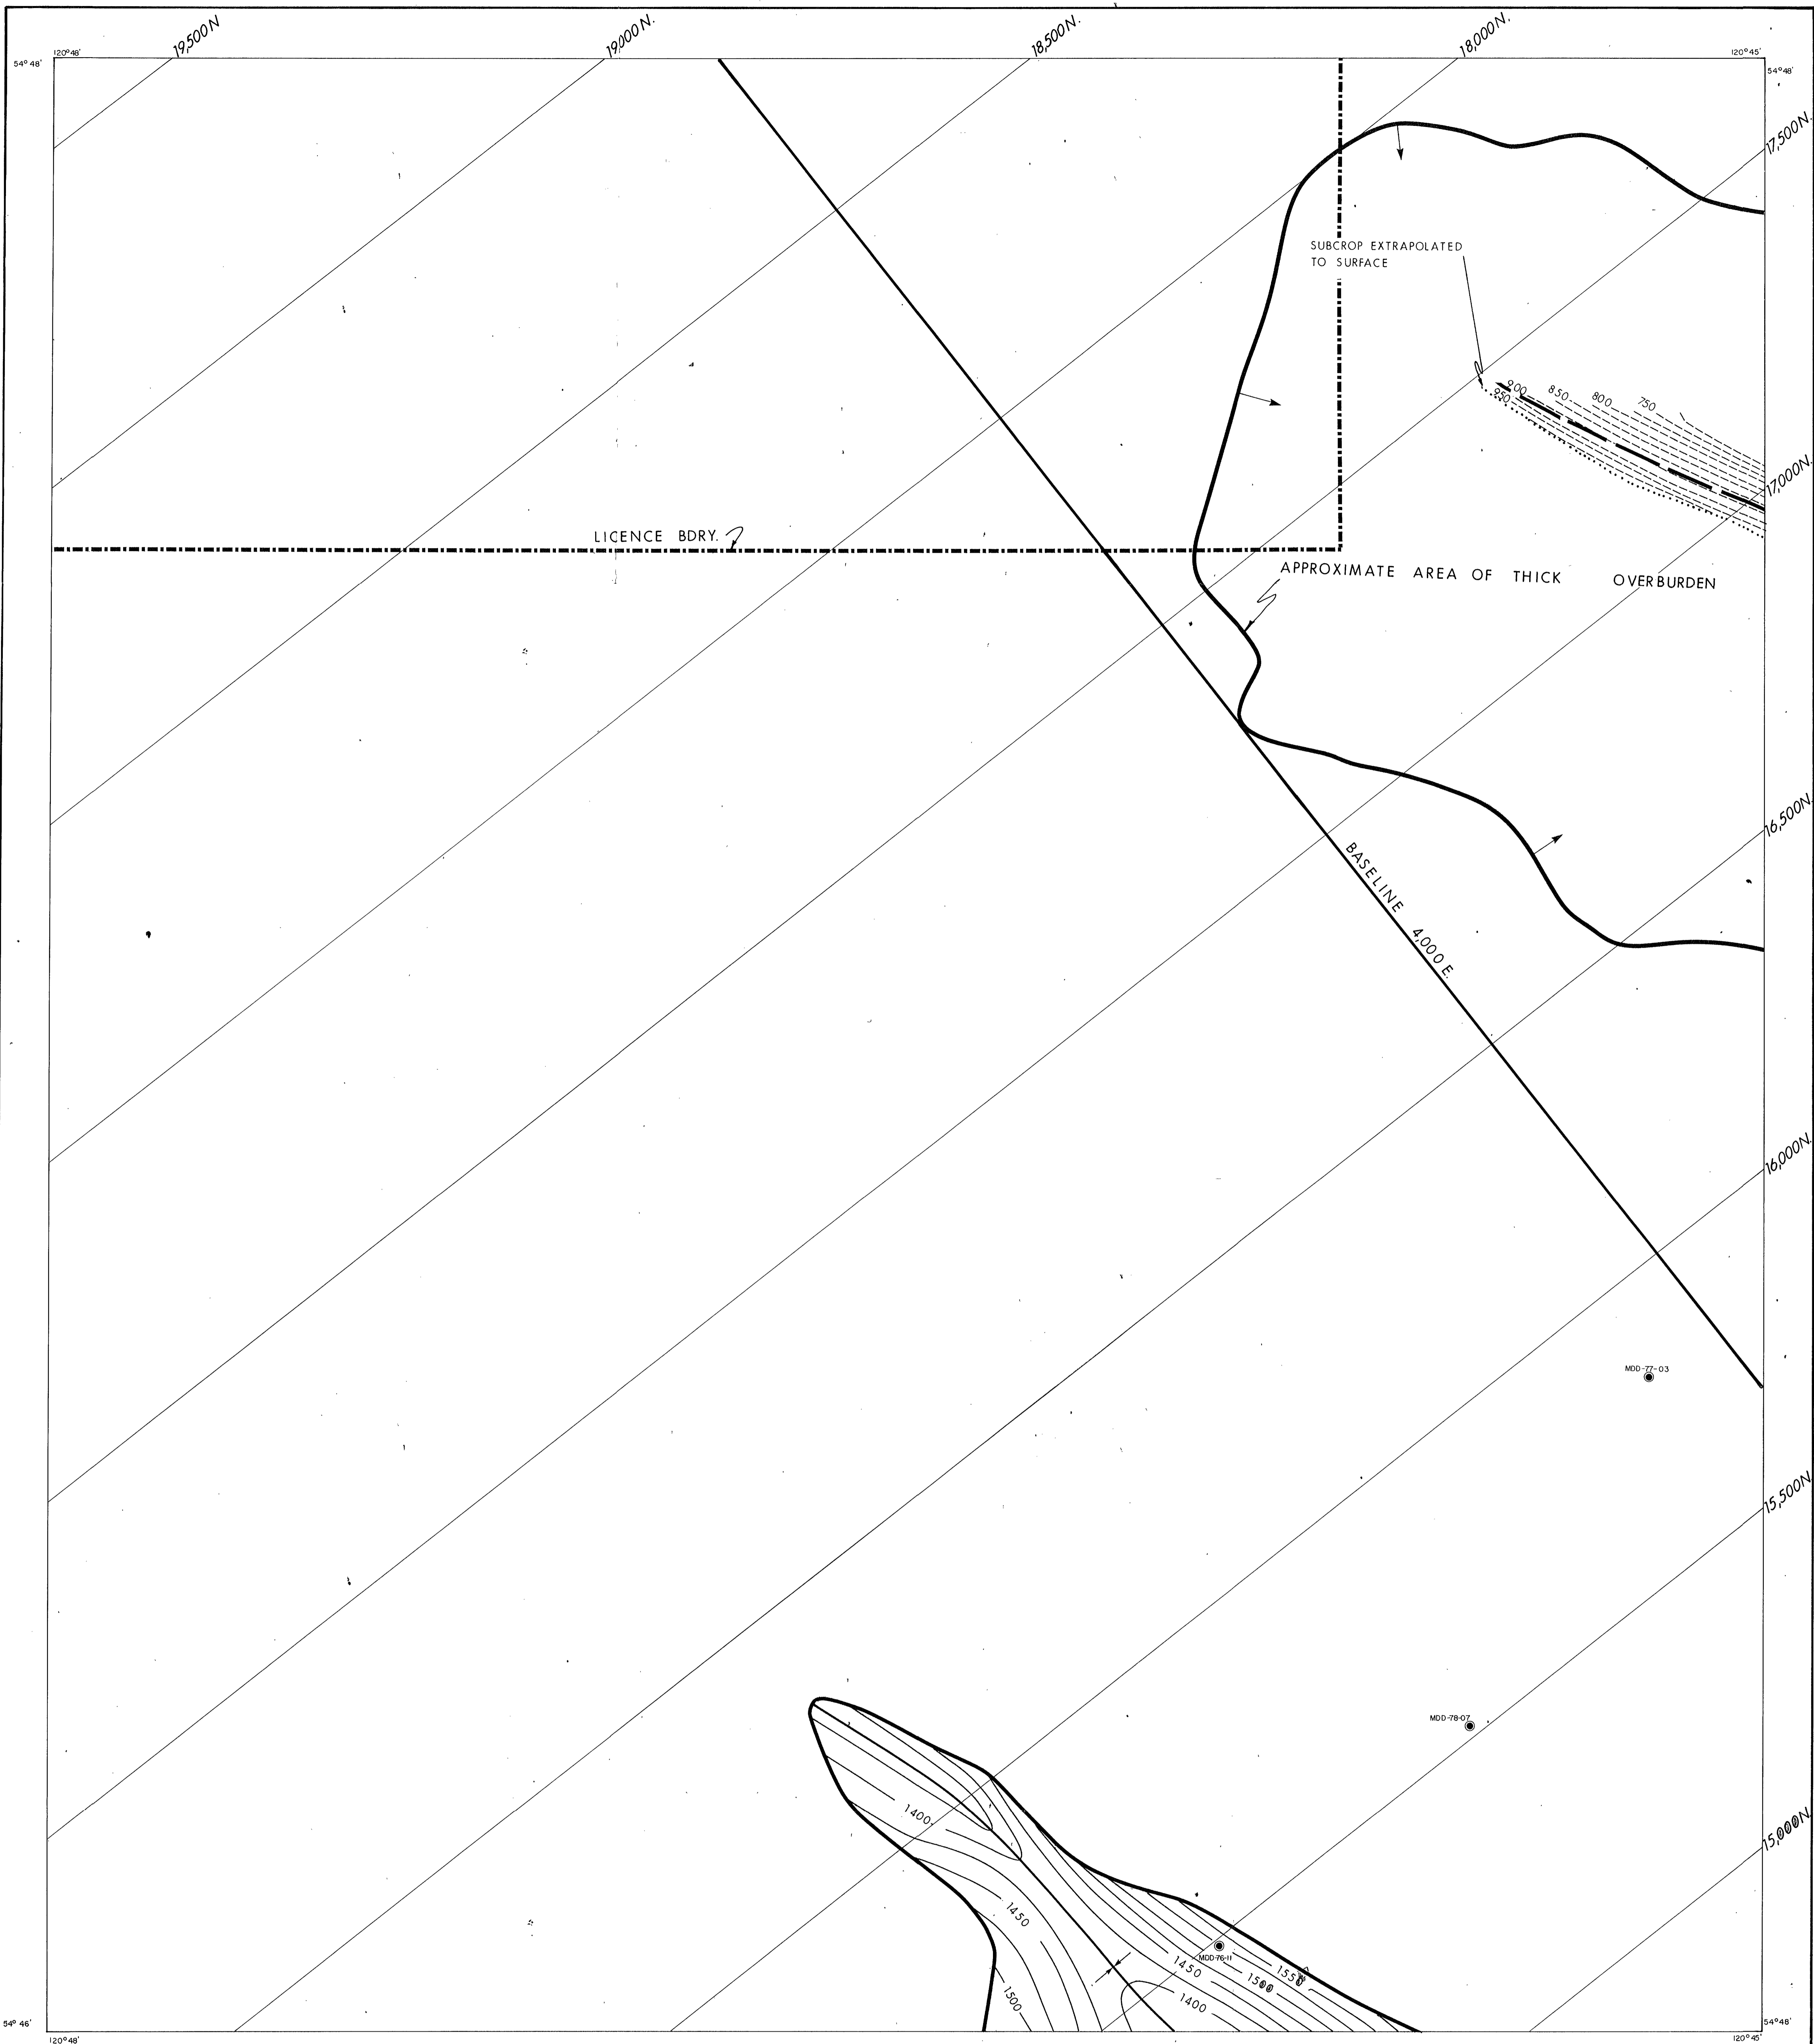 19,500N
19,000N.
18,500N.
18,000N.
120°48'
120°45'
54°48'
54°48'
17,500N.
SUBCROP EXTRAPOLATED
TO SURFACE
900
850
800
750
950
17,000N.
LICENCE BDRY.
APPROXIMATE AREA OF THICK OVERBURDEN
16,500N.
BASELINE 4,000 E.
16,000N.
MDD-77-03
15,500N.
MDD-78-07
1400
15,000N.
1450
MDD-76-11
1450
1500
1550
1500
1400
54°46'
54°48'
120°48'
120°45'